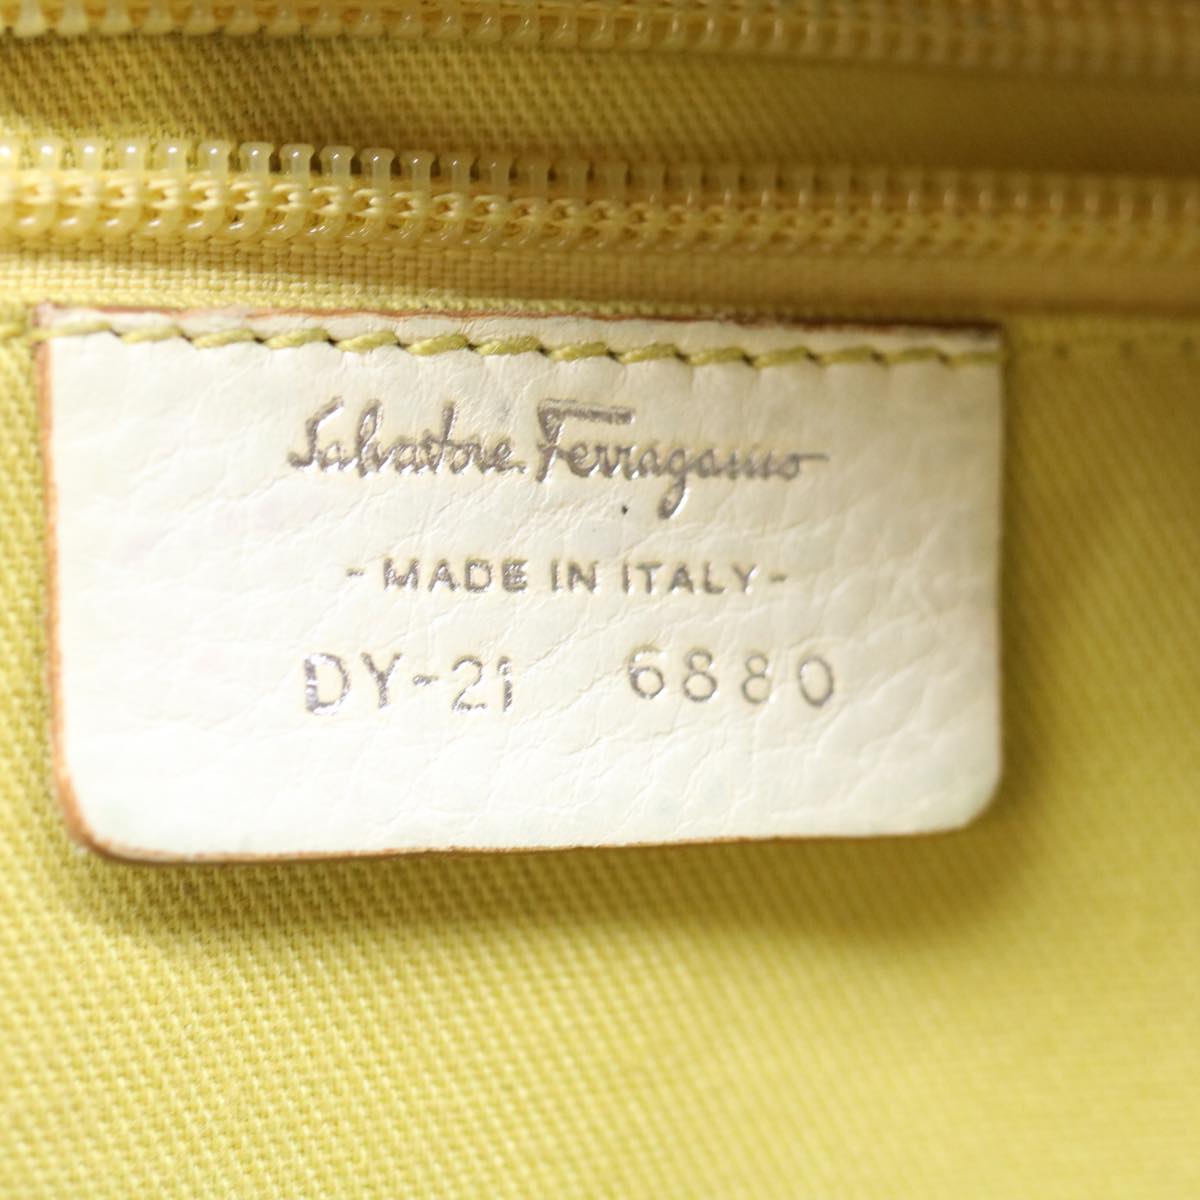 Salvatore Ferragamo
- MADE IN ITALY -
DY-21 6880